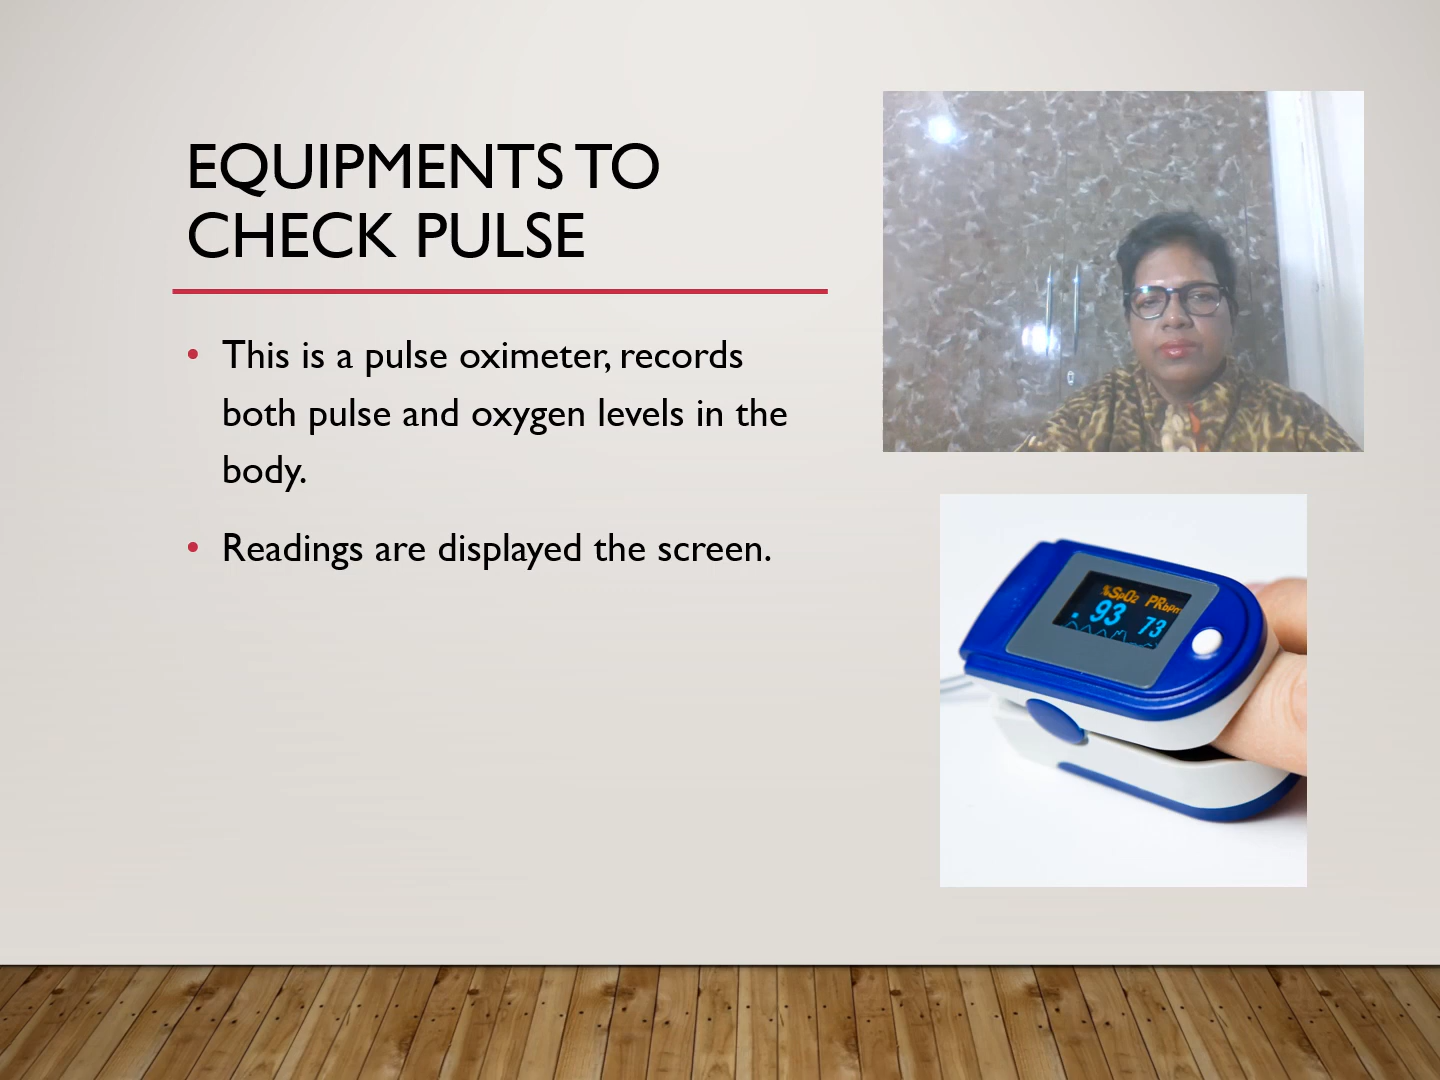 EQUIPMENTS TO
CHECK PULSE
• This is a pulse oximeter, records
both pulse and oxygen levels in the
body.
• Readings are displayed the screen.
%SpO2 PRbpm
93 73